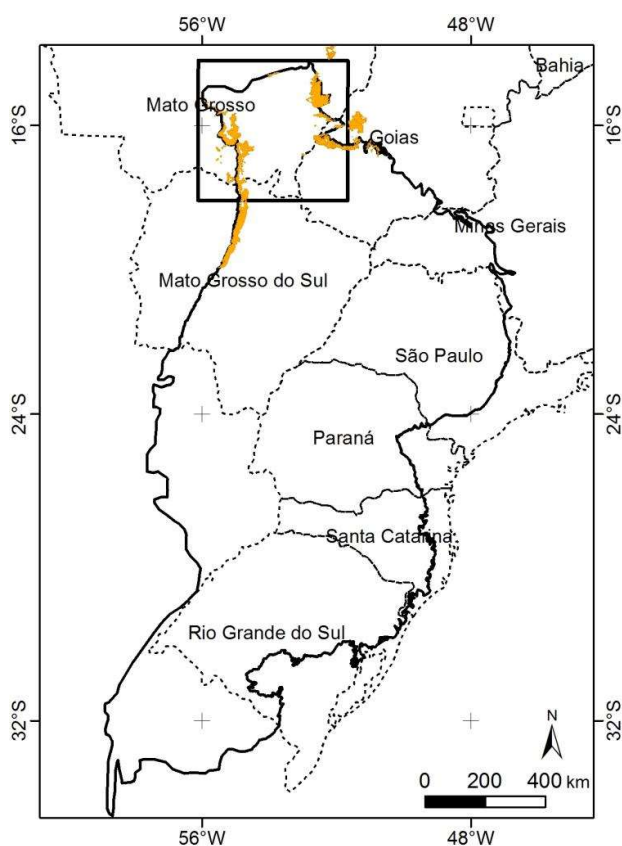 56°W 48°W
Bahia
Mato Grosso
16°S 16°S
Goias
Minas Gerais
Mato Grosso do Sul
São Paulo
24°S 24°S
Paraná
Santa Catarina
Rio Grande do Sul
32°S 32°S
N
0 200 400 km
56°W 48°W